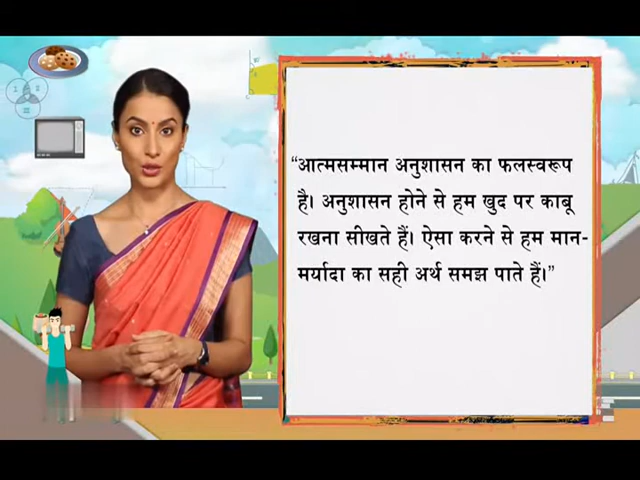 “आत्मसम्मान अनुशासन का फलस्वरूप
है। अनुशासन होने से हम खुद पर काबू
रखना सीखते हैं। ऐसा करने से हम मान-
मर्यादा का सही अर्थ समझ पाते हैं।”